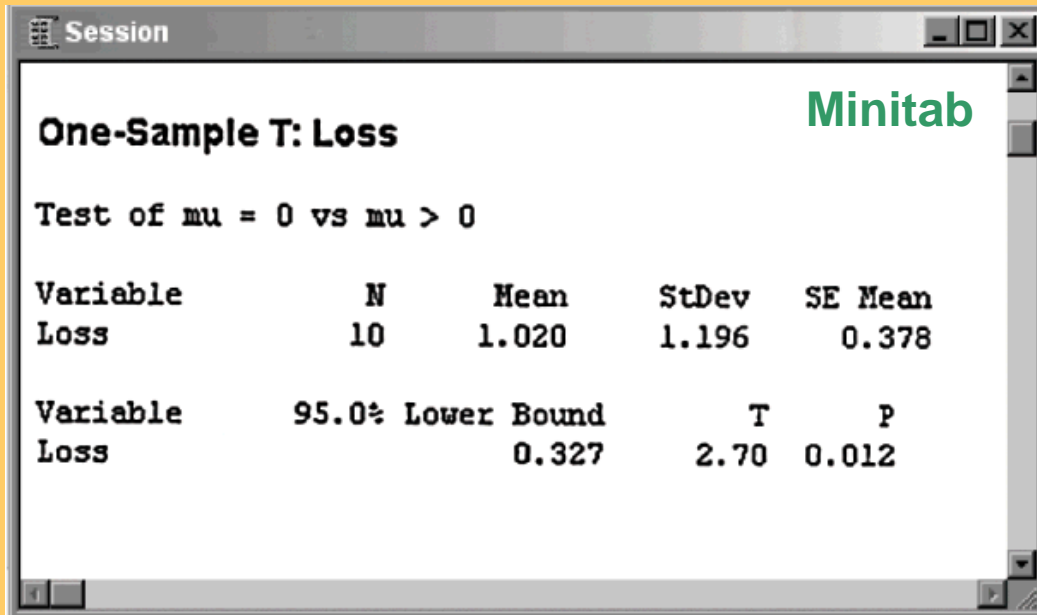 Session
Minitab
One-Sample T: Loss
Test of mu = 0 vs mu > 0
Variable N Mean StDev SE Mean
Loss 10 1.020 1.196 0.378
Variable 95.0% Lower Bound T P
Loss 0.327 2.70 0.012